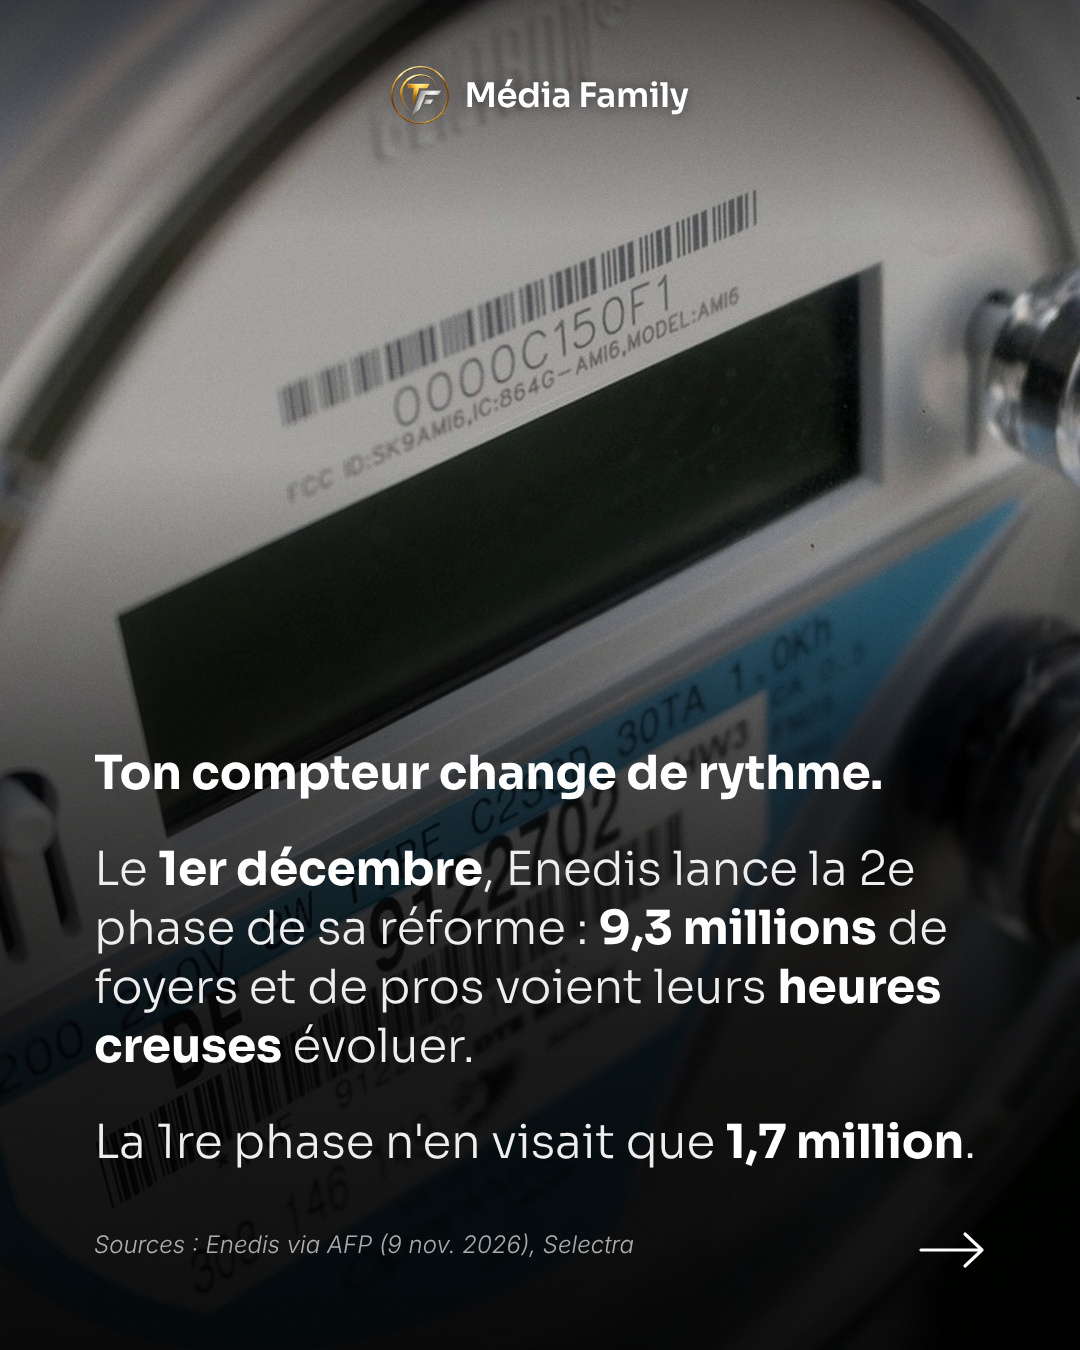 Média Family
0000C150F1
FCC ID:SK9AMI6,IC:864G-AMI6,MODEL:AMI6
30TA 1.0Kh
Ton compteur change de rythme.
Le 1er décembre, Enedis lance la 2e
phase de sa réforme : 9,3 millions de
foyers et de pros voient leurs heures
creuses évoluer.
La 1re phase n'en visait que 1,7 million.
Sources : Enedis via AFP (9 nov. 2026), Selectra